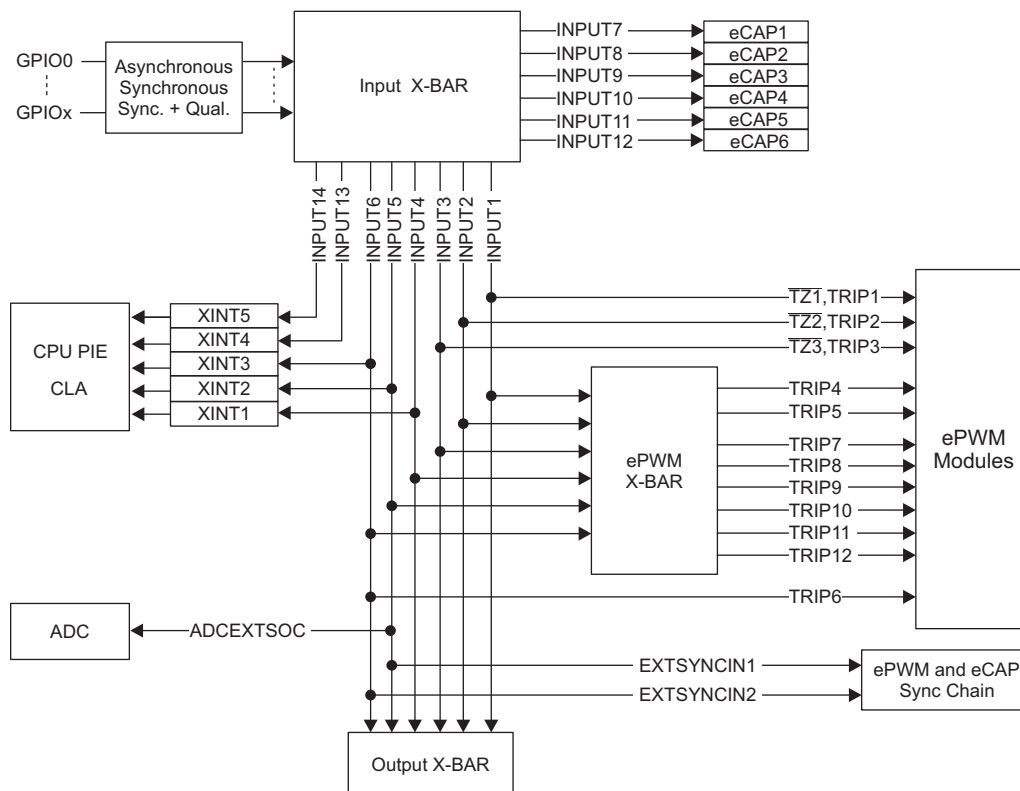 GPIO0
GPIOx
Asynchronous
Synchronous
Sync. + Qual.
Input X-BAR
INPUT7
INPUT8
INPUT9
INPUT10
INPUT11
INPUT12
eCAP1
eCAP2
eCAP3
eCAP4
eCAP5
eCAP6
INPUT14
INPUT13
INPUT6
INPUT5
INPUT4
INPUT3
INPUT2
INPUT1
CPU PIE
CLA
XINT5
XINT4
XINT3
XINT2
XINT1
TZ1,TRIP1
TZ2,TRIP2
TZ3,TRIP3
ePWM
X-BAR
TRIP4
TRIP5
TRIP7
TRIP8
TRIP9
TRIP10
TRIP11
TRIP12
TRIP6
ePWM
Modules
ADC
ADCEXTSOC
EXTSYNCIN1
EXTSYNCIN2
ePWM and eCAP
Sync Chain
Output X-BAR